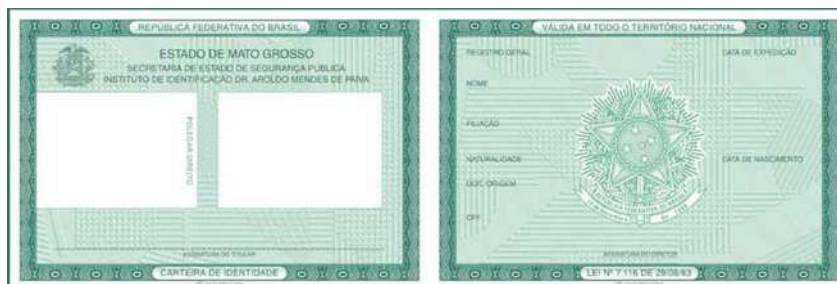 REPÚBLICA FEDERATIVA DO BRASIL
ESTADO DE MATO GROSSO
SECRETARIA DE ESTADO DE SEGURANÇA PÚBLICA
INSTITUTO DE IDENTIFICAÇÃO DR. AROLDO MENDES DE PAIVA
POLEGAR DIREITO
ASSINATURA DO TITULAR
CARTEIRA DE IDENTIDADE
VÁLIDA EM TODO O TERRITÓRIO NACIONAL
REGISTRO GERAL
DATA DE EXPEDIÇÃO
NOME
FILIAÇÃO
NATURALIDADE
DATA DE NASCIMENTO
DOC. ORIGEM
CPF
ASSINATURA DO DIRETOR
LEI Nº 7.116 DE 29/08/83